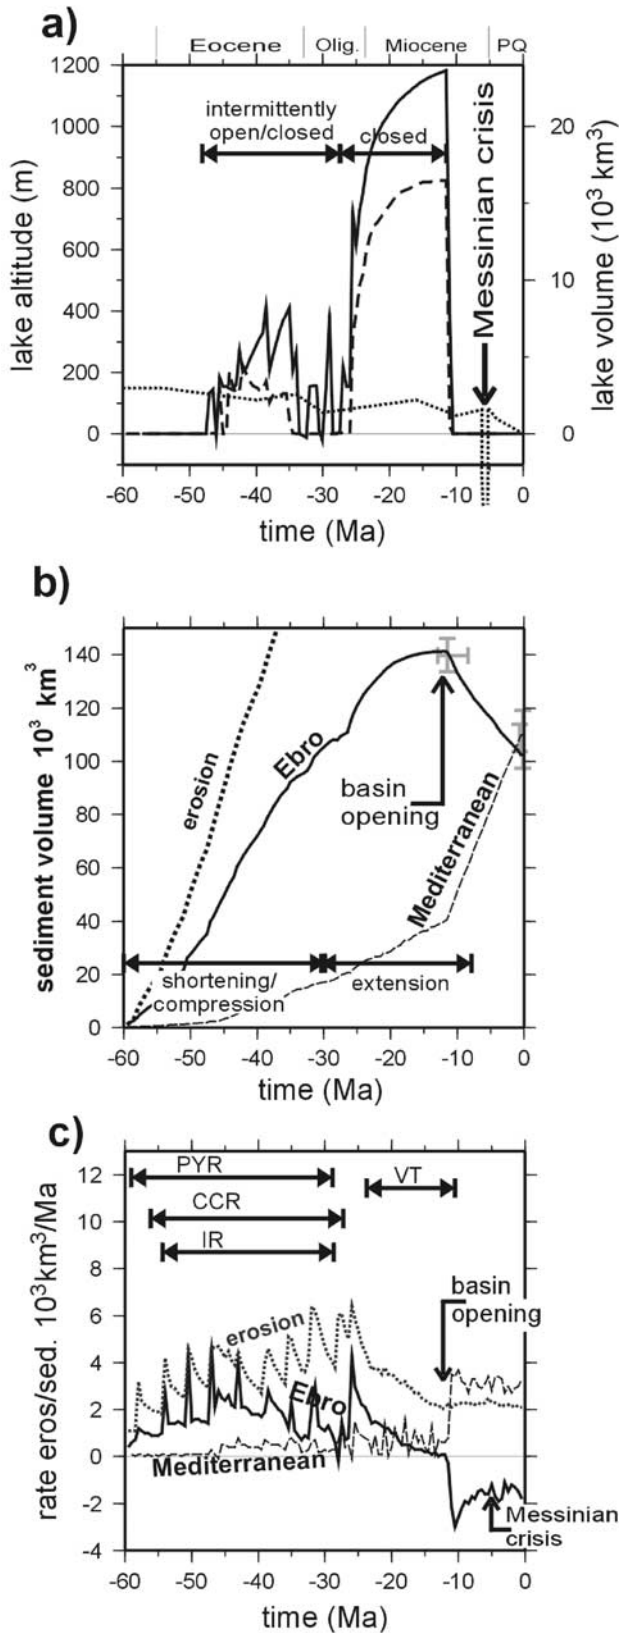 a)
Eocene Olig. Miocene PQ
1200
1000
800
600
400
200
0
lake altitude (m)
intermittently
open/closed
closed
Messinian crisis
20
10
0
lake volume (10³ km³)
-60 -50 -40 -30 -20 -10 0
time (Ma)
b)
140
120
100
80
60
40
20
0
sediment volume 10³ km³
erosion
Ebro
basin
opening
Mediterranean
shortening/
compression
extension
-60 -50 -40 -30 -20 -10 0
time (Ma)
c)
12
10
8
6
4
2
0
-2
-4
rate eros/sed. 10³km³/Ma
PYR
VT
CCR
IR
basin
opening
erosion
Ebro
Mediterranean
Messinian
crisis
-60 -50 -40 -30 -20 -10 0
time (Ma)